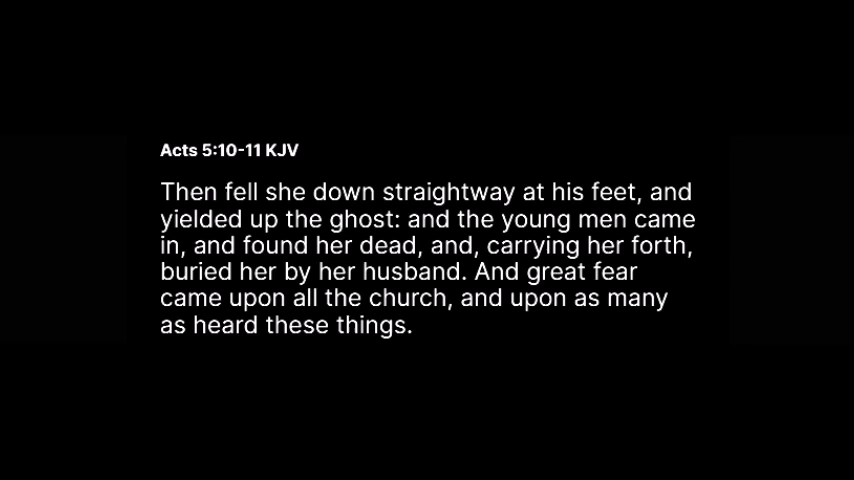 Acts 5:10-11 KJV
Then fell she down straightway at his feet, and
yielded up the ghost: and the young men came
in, and found her dead, and, carrying her forth,
buried her by her husband. And great fear
came upon all the church, and upon as many
as heard these things.